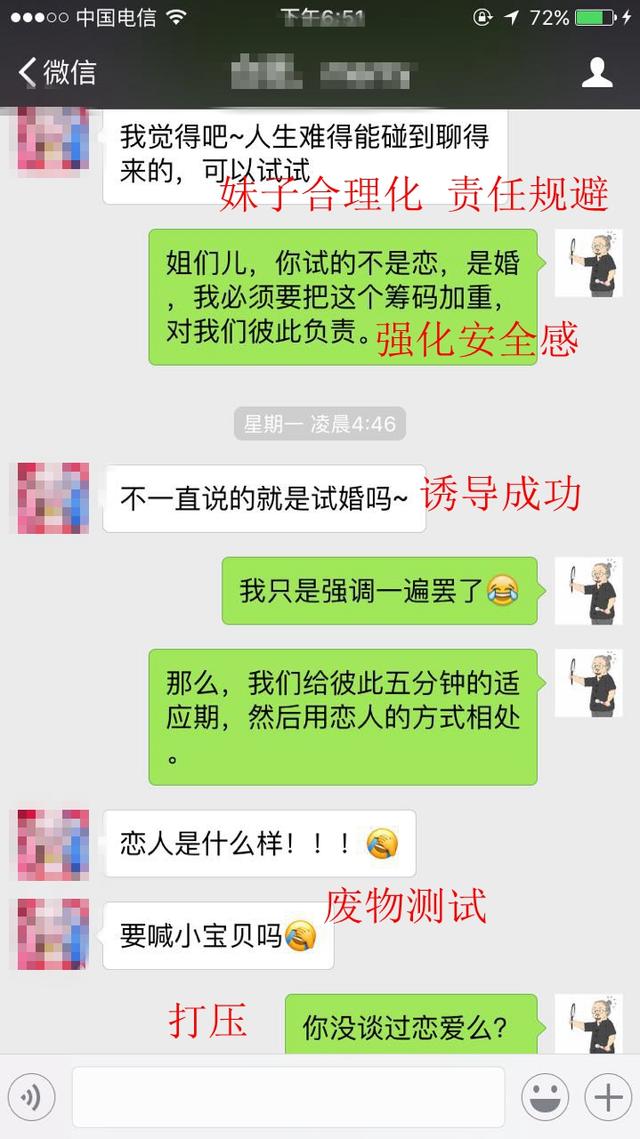 中国电信
下午6:51
72%
微信
我觉得吧~人生难得能碰到聊得
来的，可以试试
妹子合理化 责任规避
姐们儿，你试的不是恋，是婚
，我必须要把这个筹码加重，
对我们彼此负责。
强化安全感
星期一 凌晨4:46
不一直说的就是试婚吗~
诱导成功
我只是强调一遍罢了😂
那么，我们给彼此五分钟的适
应期，然后用恋人的方式相处
。
恋人是什么样！！！🤣
废物测试
要喊小宝贝吗🤣
打压
你没谈过恋爱么？